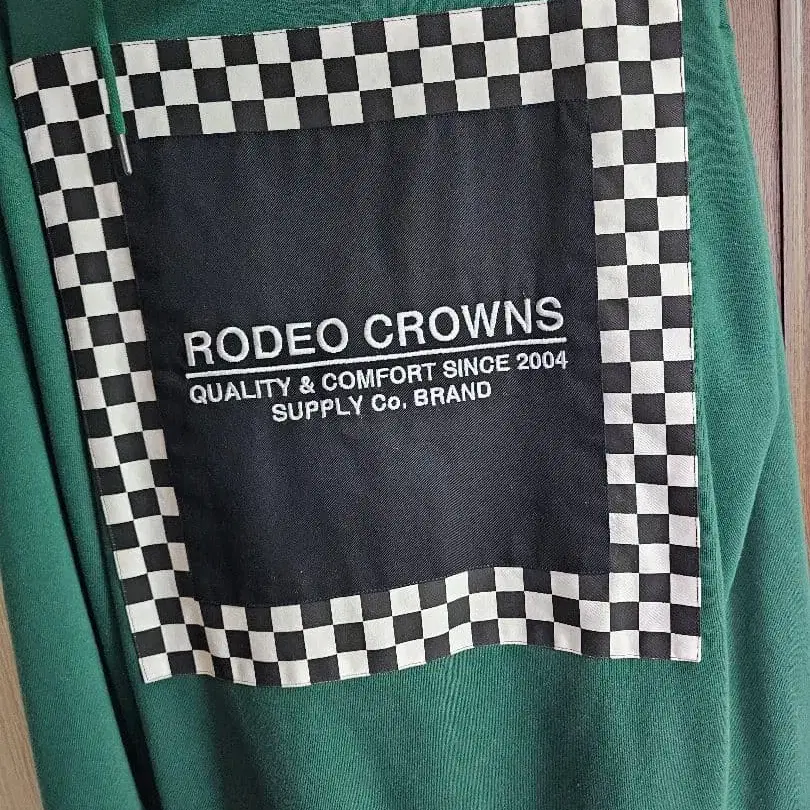 RODEO CROWNS
QUALITY & COMFORT SINCE 2004
SUPPLY Co. BRAND